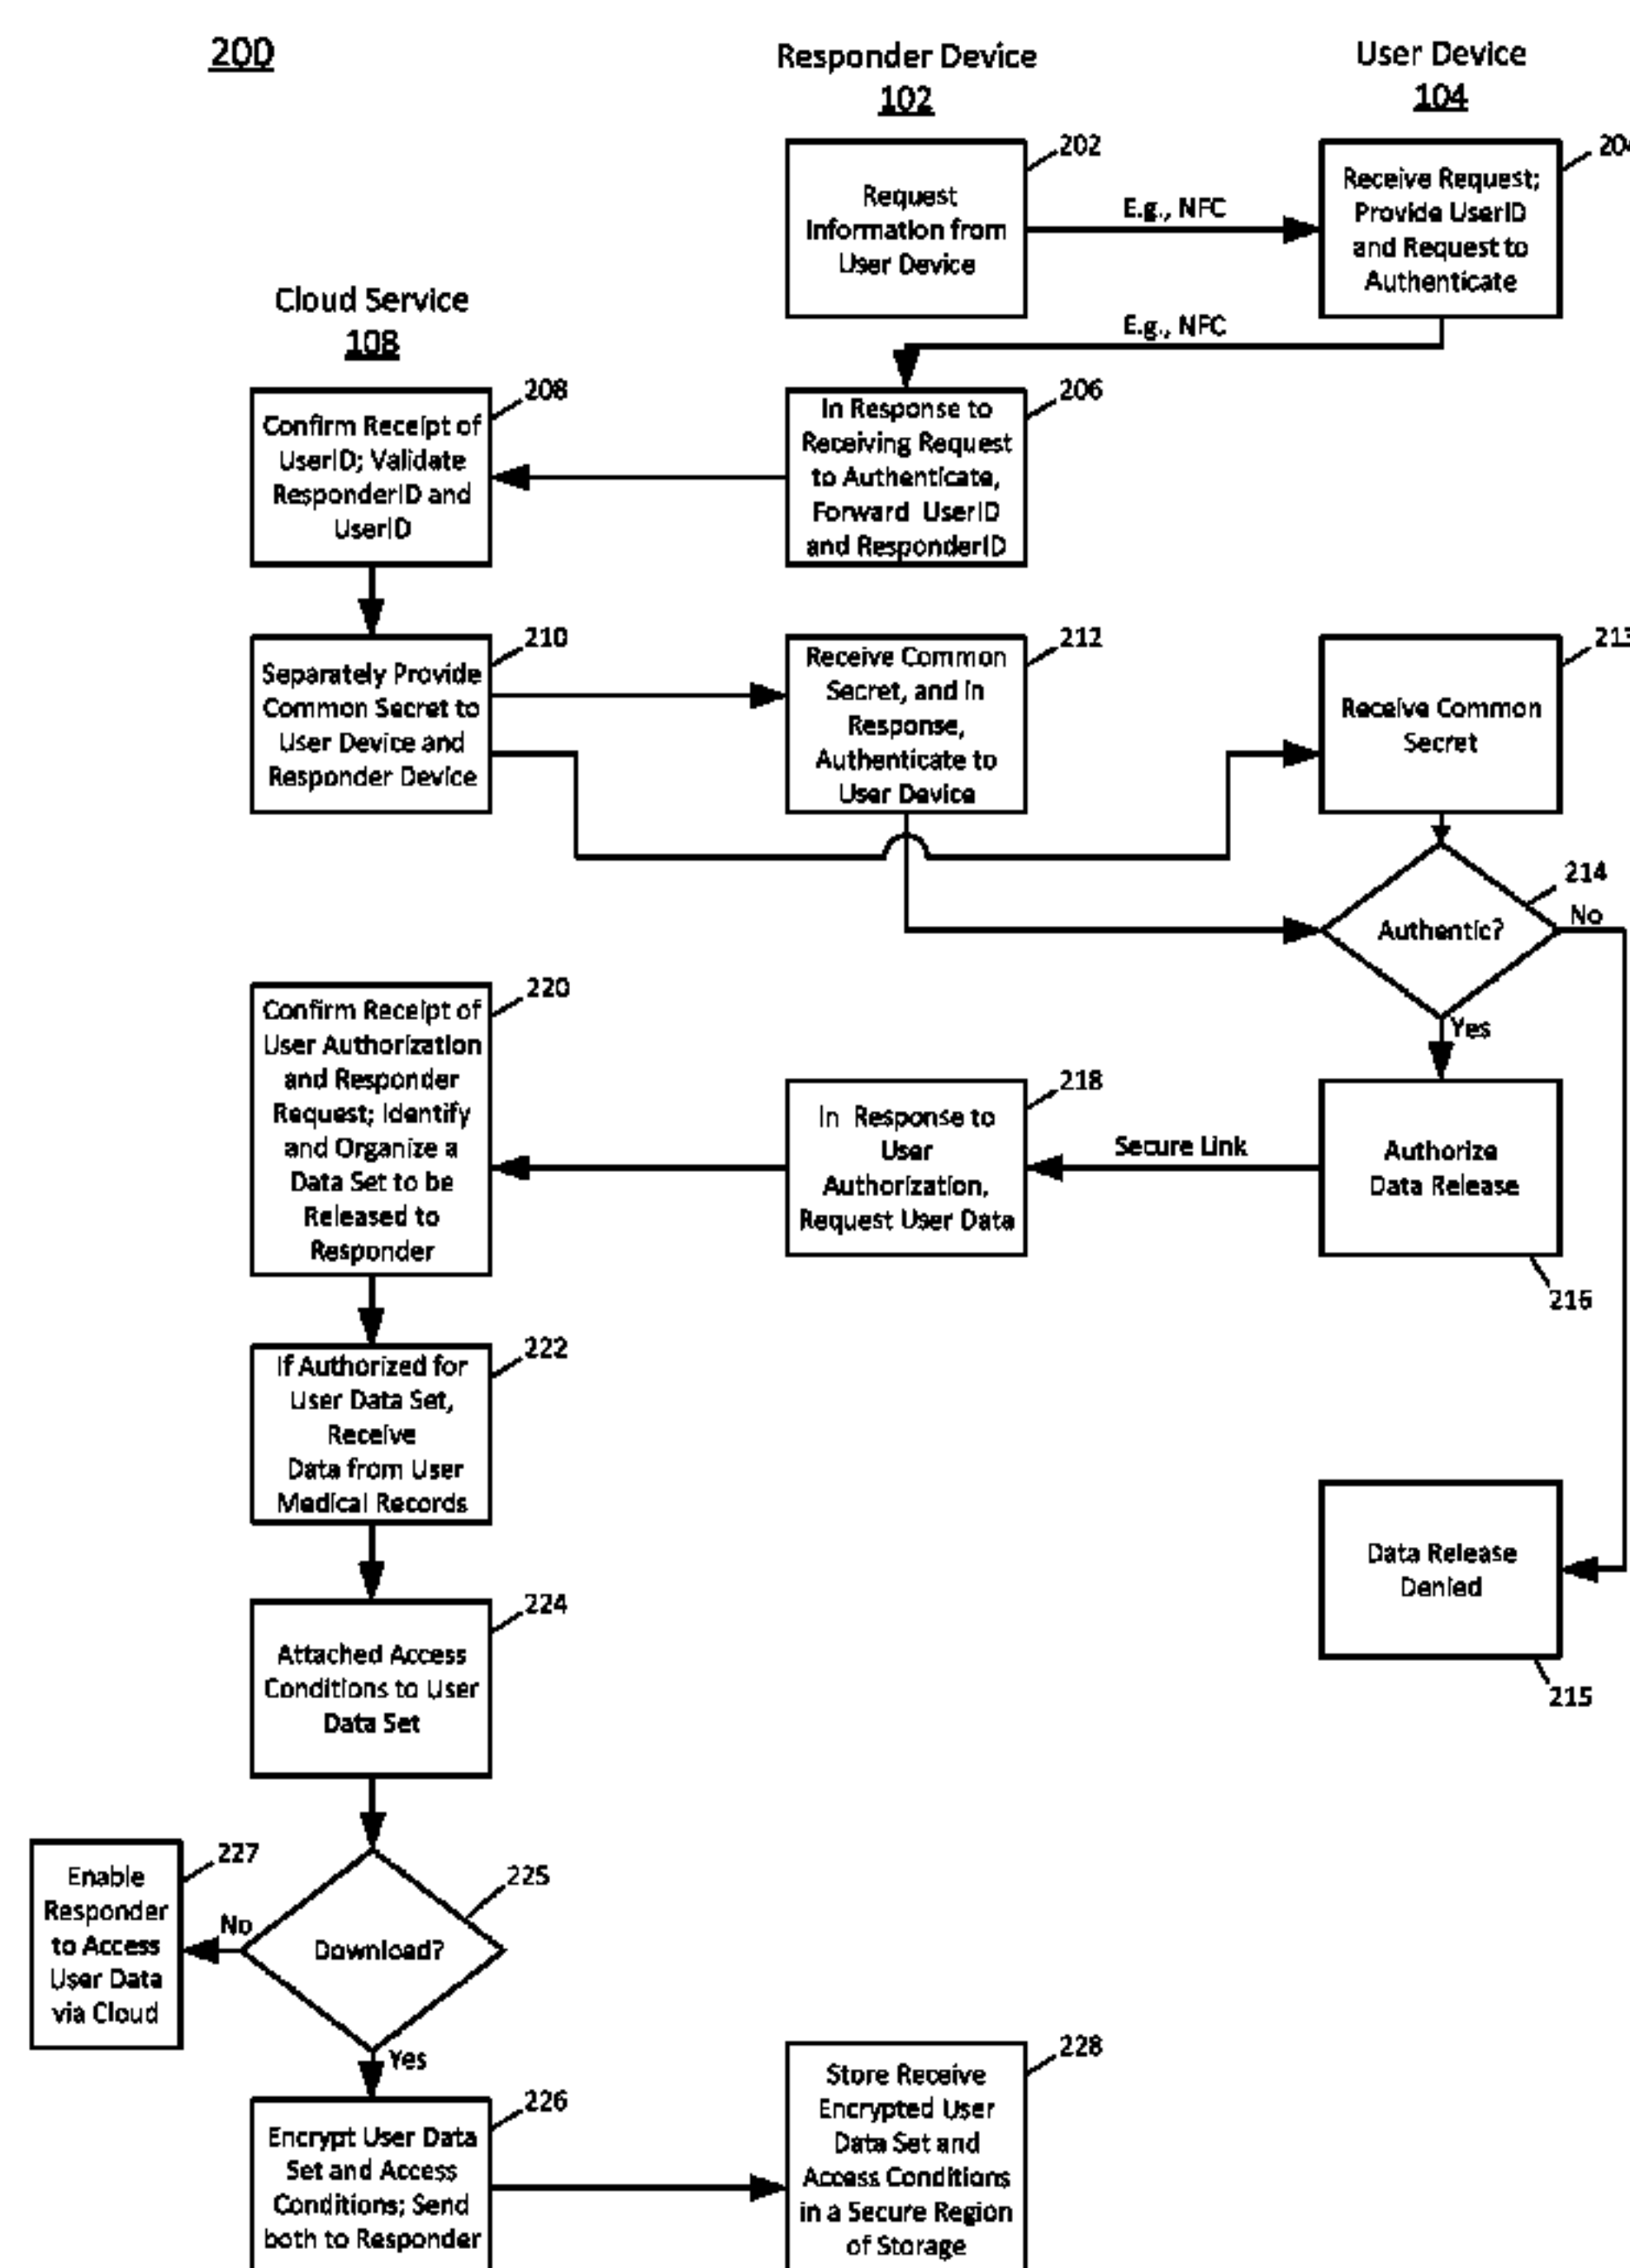 200
Responder Device
102
User Device
104
202
Request
Information from
User Device
E.g., NFC
204
Receive Request;
Provide UserID
and Request to
Authenticate
E.g., NFC
Cloud Service
108
208
Confirm Receipt of
UserID; Validate
ResponderID and
UserID
206
In Response to
Receiving Request
to Authenticate,
Forward UserID
and ResponderID
210
Separately Provide
Common Secret to
User Device and
Responder Device
212
Receive Common
Secret, and in
Response,
Authenticate to
User Device
213
Receive Common
Secret
214
Authentic?
No
Yes
220
Confirm Receipt of
User Authorization
and Responder
Request; Identify
and Organize a
Data Set to be
Released to
Responder
218
In Response to
User
Authorization,
Request User Data
Secure Link
Authorize
Data Release
216
222
If Authorized for
User Data Set,
Receive
Data from User
Medical Records
Data Release
Denied
215
224
Attached Access
Conditions to User
Data Set
227
Enable
Responder
to Access
User Data
via Cloud
No
225
Download?
Yes
226
Encrypt User Data
Set and Access
Conditions; Send
both to Responder
228
Store Receive
Encrypted User
Data Set and
Access Conditions
in a Secure Region
of Storage